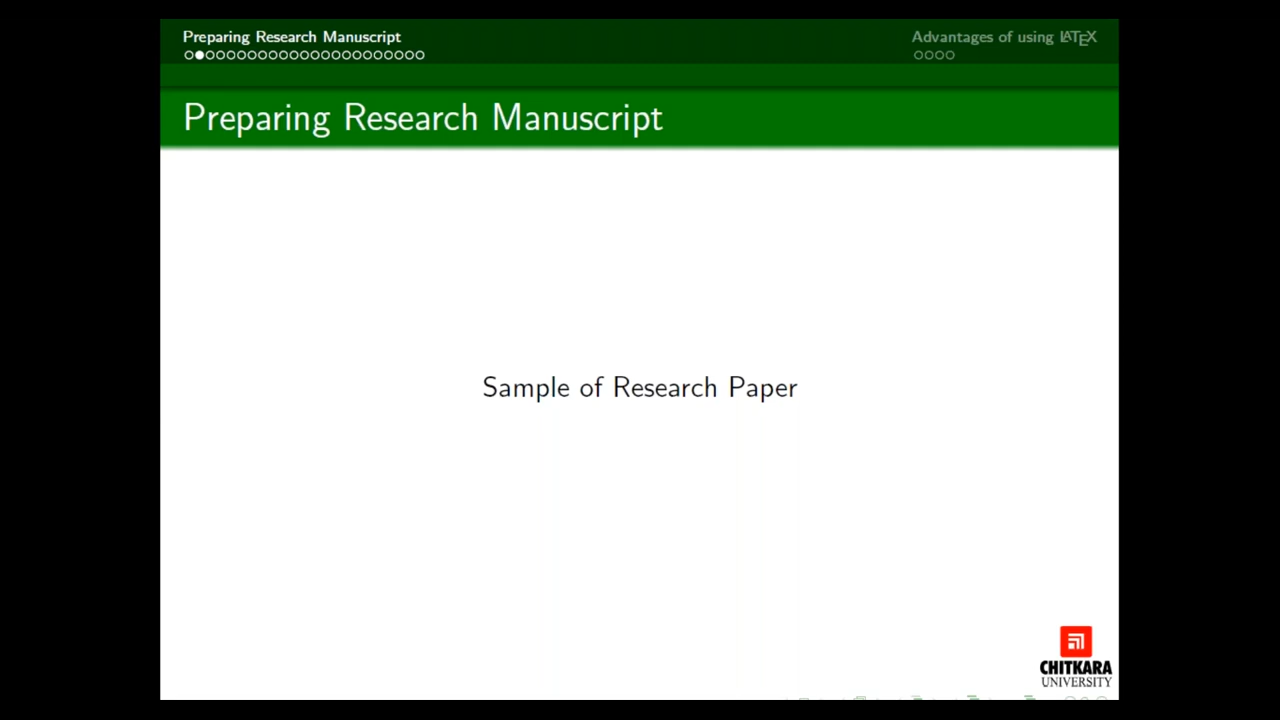 Preparing Research Manuscript
Advantages of using LATEX
Preparing Research Manuscript
Sample of Research Paper
CHITKARA
UNIVERSITY